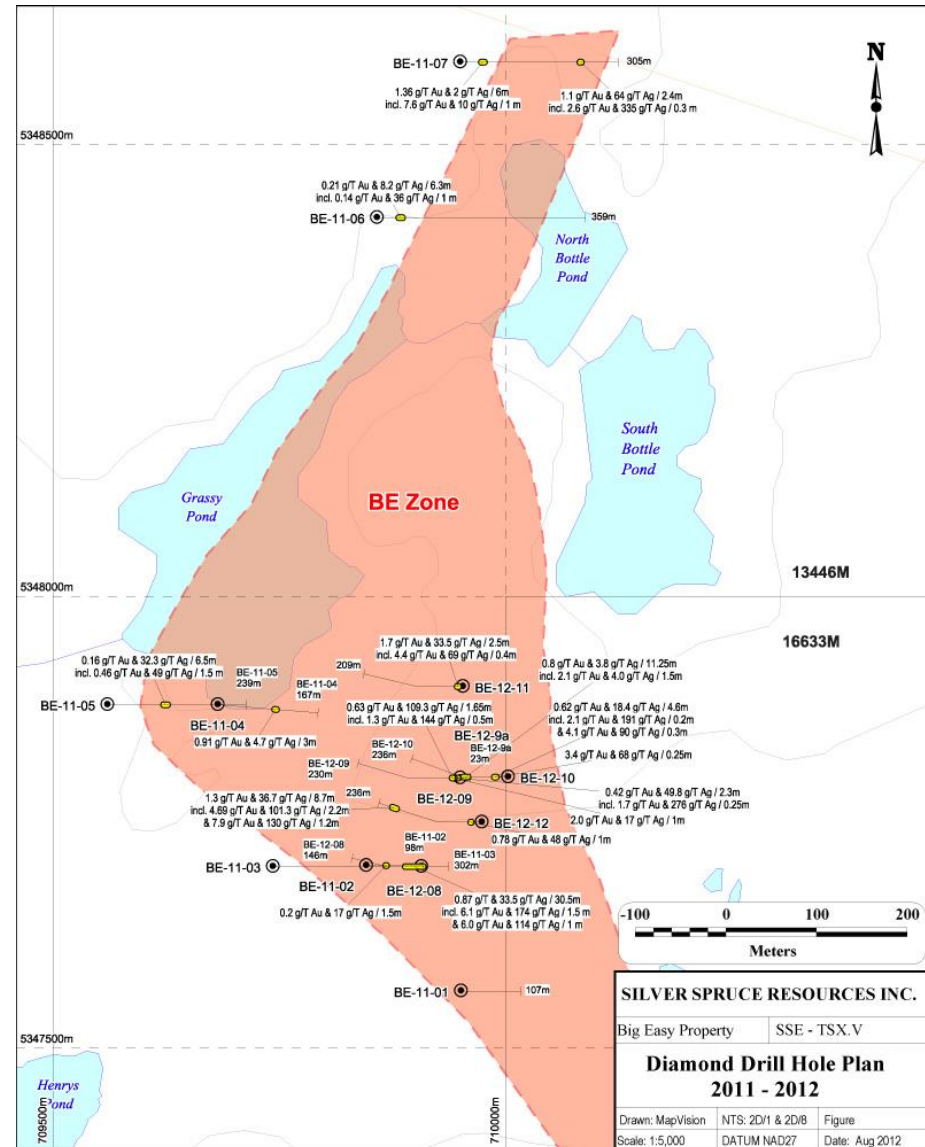 BE-11-07
305m
1.36 g/T Au & 2 g/T Ag / 6m
incl. 7.6 g/T Au & 10 g/T Ag / 1 m
1.1 g/T Au & 64 g/T Ag / 2.4m
incl. 2.6 g/T Au & 335 g/T Ag / 0.3 m
N
5348500m
0.21 g/T Au & 8.2 g/T Ag / 6.3m
incl. 0.14 g/T Au & 36 g/T Ag / 1 m
BE-11-06
359m
North
Bottle
Pond
South
Bottle
Pond
Grassy
Pond
BE Zone
13446M
5348000m
16633M
1.7 g/T Au & 33.5 g/T Ag / 2.5m
incl. 4.4 g/T Au & 69 g/T Ag / 0.4m
0.16 g/T Au & 32.3 g/T Ag / 6.5m
incl. 0.46 g/T Au & 49 g/T Ag / 1.5 m
BE-11-05
239m
BE-11-04
167m
209m
BE-12-11
0.8 g/T Au & 3.8 g/T Ag / 11.25m
incl. 2.1 g/T Au & 4.0 g/T Ag / 1.5m
BE-11-05
BE-11-04
0.91 g/T Au & 4.7 g/T Ag / 3m
0.63 g/T Au & 109.3 g/T Ag / 1.65m
incl. 1.3 g/T Au & 144 g/T Ag / 0.5m
0.62 g/T Au & 18.4 g/T Ag / 4.6m
incl. 2.1 g/T Au & 191 g/T Ag / 0.2m
& 4.1 g/T Au & 90 g/T Ag / 0.3m
BE-12-9a
BE-12-9a
23m
BE-12-10
236m
3.4 g/T Au & 68 g/T Ag / 0.25m
BE-12-09
230m
BE-12-10
BE-12-09
0.42 g/T Au & 49.8 g/T Ag / 2.3m
incl. 1.7 g/T Au & 276 g/T Ag / 0.25m
1.3 g/T Au & 36.7 g/T Ag / 8.7m
incl. 4.69 g/T Au & 101.3 g/T Ag / 2.2m
& 7.9 g/T Au & 130 g/T Ag / 1.2m
236m
2.0 g/T Au & 17 g/T Ag / 1m
BE-12-12
0.78 g/T Au & 48 g/T Ag / 1m
BE-12-08
146m
BE-11-02
98m
BE-11-03
302m
BE-11-03
BE-11-02
BE-12-08
0.2 g/T Au & 17 g/T Ag / 1.5m
0.87 g/T & 33.5 g/T Ag / 30.5m
incl. 6.1 g/T Au & 174 g/T Ag / 1.5 m
& 6.0 g/T Au & 114 g/T Ag / 1 m
-100 0 100 200
Meters
BE-11-01
107m
5347500m
Henrys
Pond
709500m
710000m
SILVER SPRUCE RESOURCES INC.
Big Easy Property
SSE - TSX.V
Diamond Drill Hole Plan
2011 - 2012
Drawn: MapVision
NTS: 2D/1 & 2D/8
Figure
Scale: 1:5,000
DATUM NAD27
Date: Aug 2012